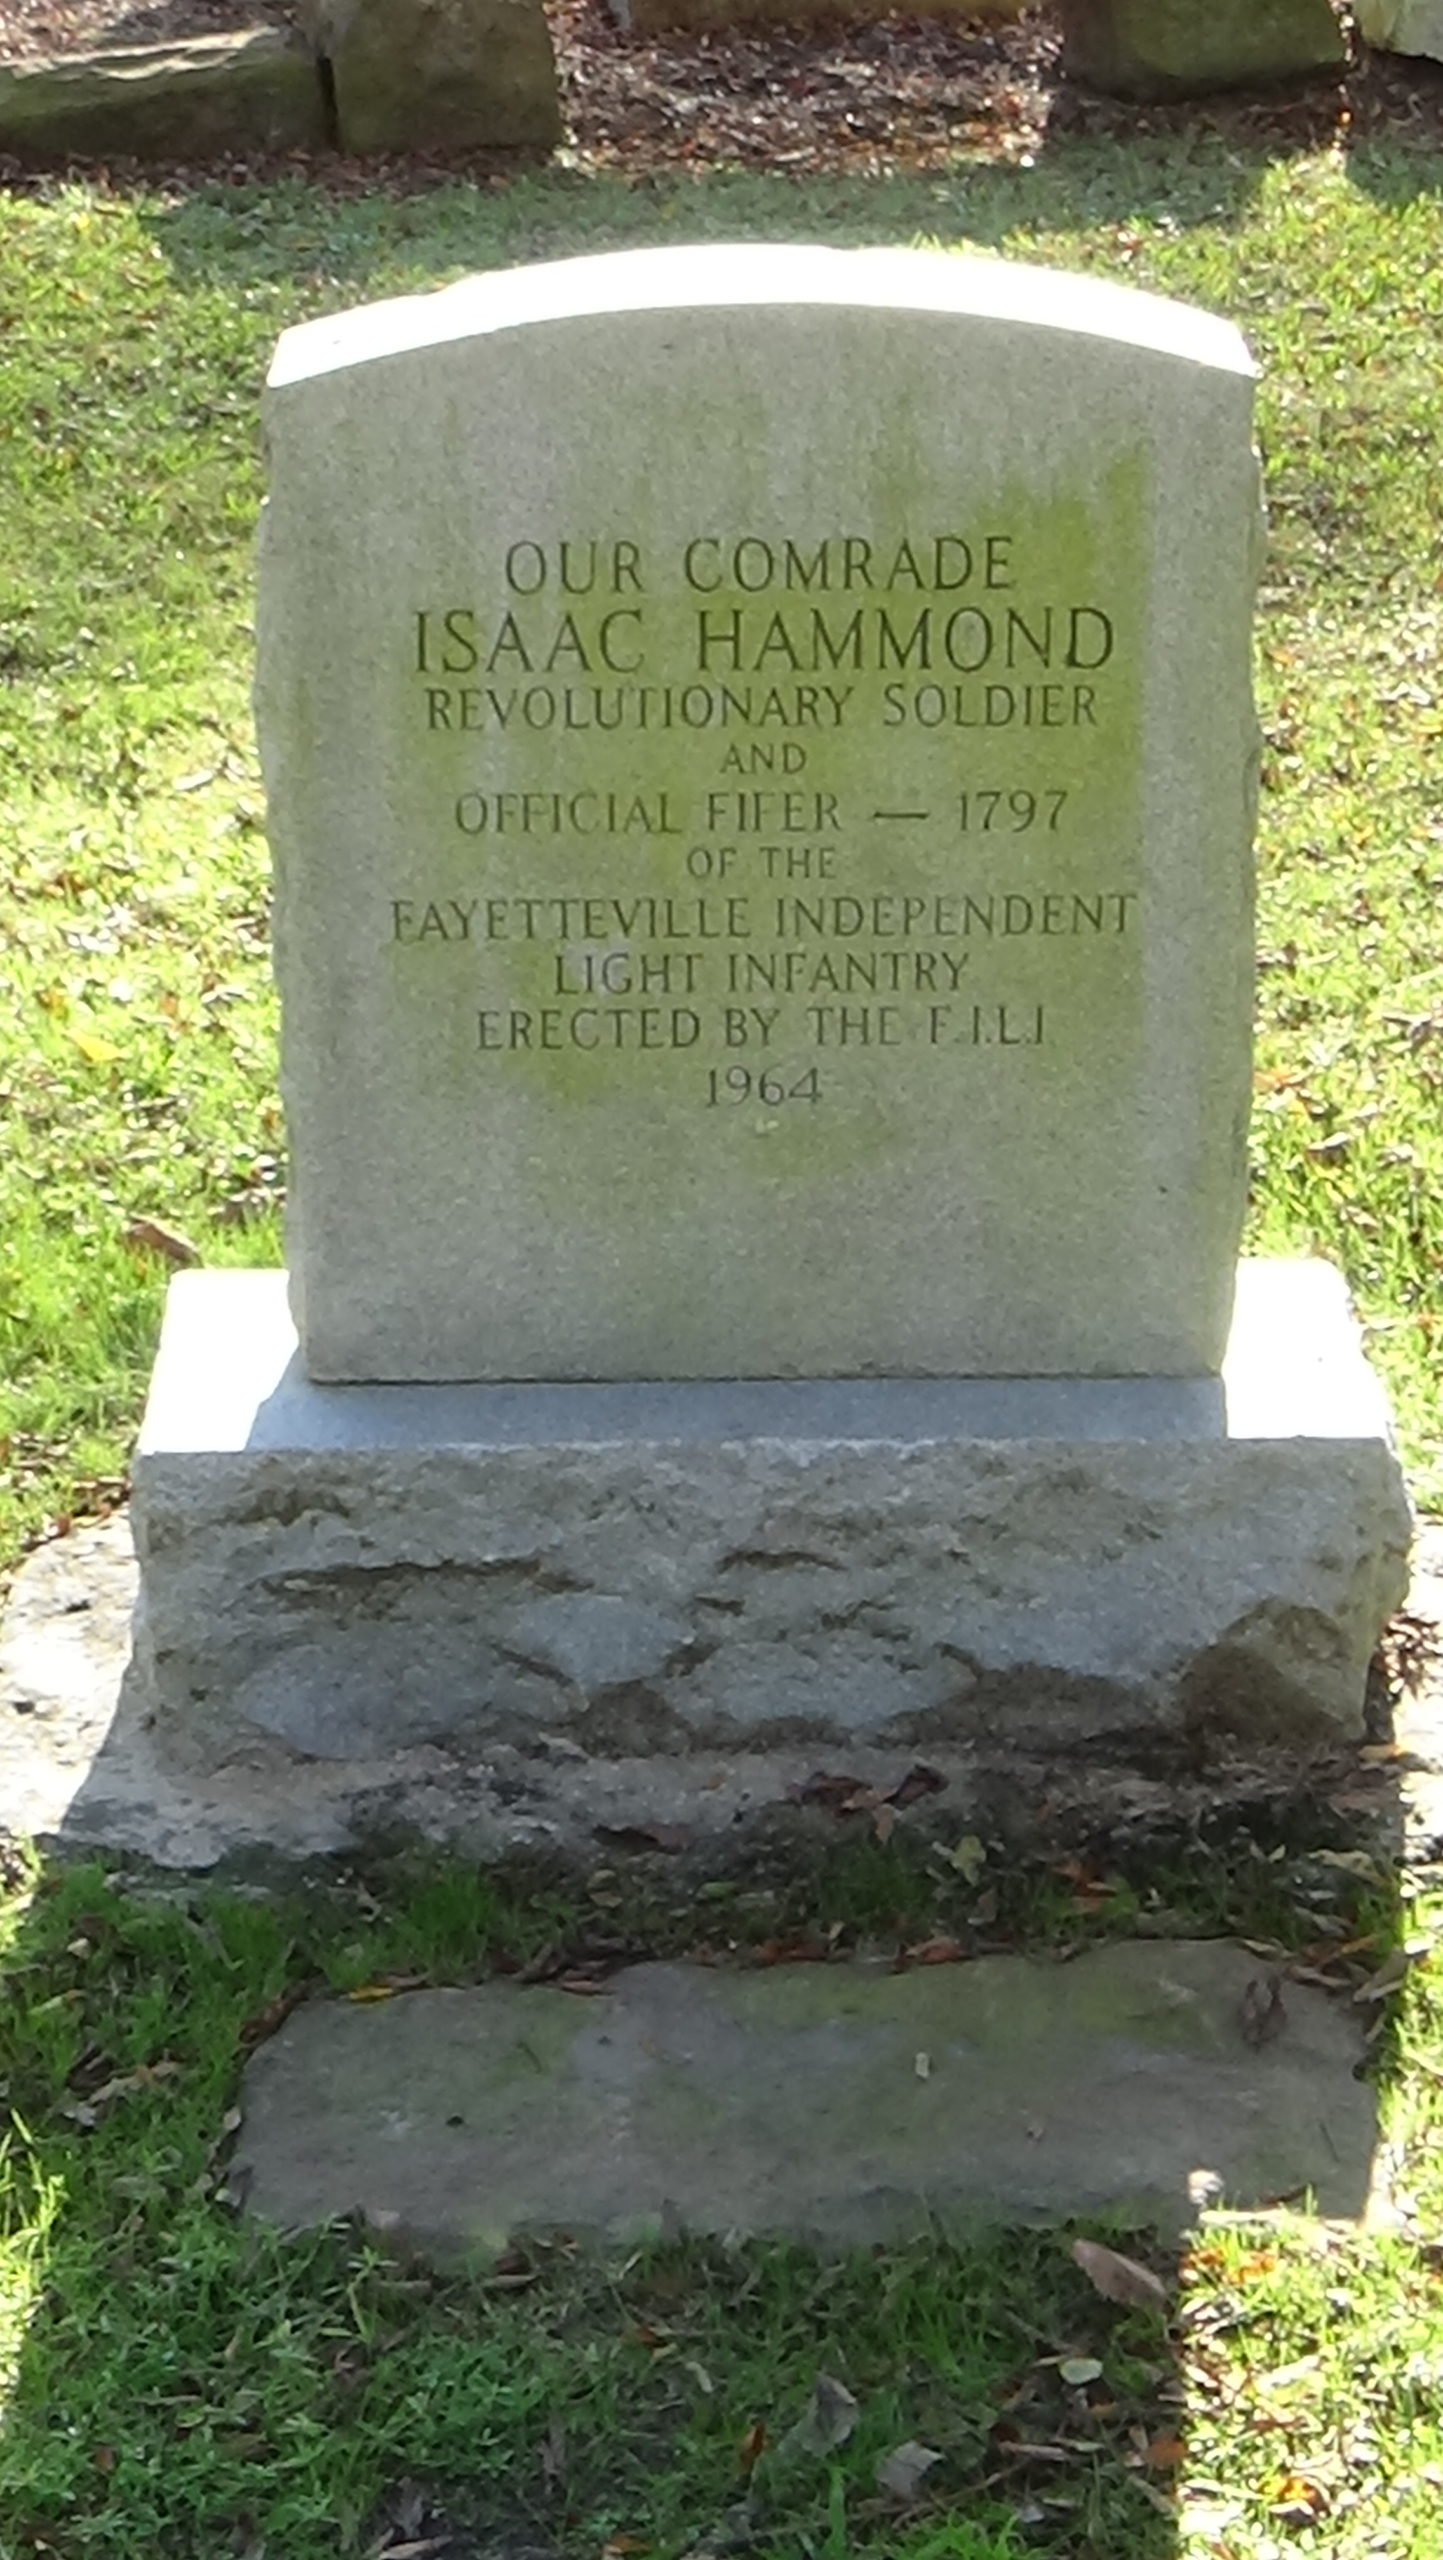 OUR COMRADE
ISAAC HAMMOND
REVOLUTIONARY SOLDIER
AND
OFFICIAL FIFER — 1797
OF THE
FAYETTEVILLE INDEPENDENT
LIGHT INFANTRY
ERECTED BY THE F.I.L.I
1964